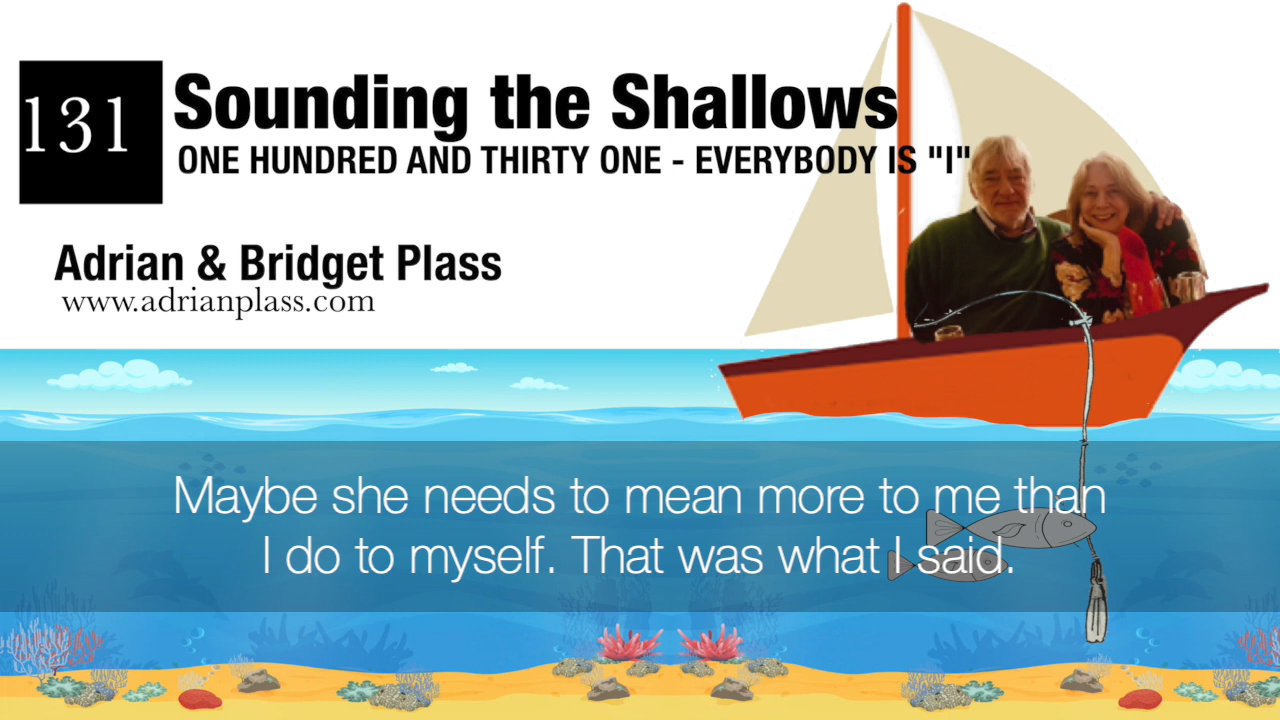 131
Sounding the Shallows
ONE HUNDRED AND THIRTY ONE - EVERYBODY IS "I"
Adrian & Bridget Plass
www.adrianplass.com
Maybe she needs to mean more to me than
I do to myself. That was what I said.